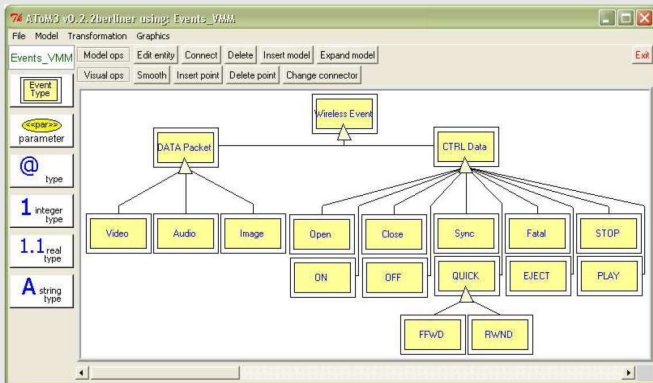 AToM3 v0.2.2berliner using: Events_VMM
File Model Transformation Graphics
Events_VMM
Model ops Edit entity Connect Delete Insert model Expand model
Exit
Visual ops Smooth Insert point Delete point Change connector
Event
Type
<<par>>
parameter
@
type
1 integer
type
1.1 real
type
A string
type
Wireless Event
DATA Packet
CTRL Data
Video Audio Image Open Close Sync Fatal STOP
ON OFF QUICK EJECT PLAY
FFWD RWND